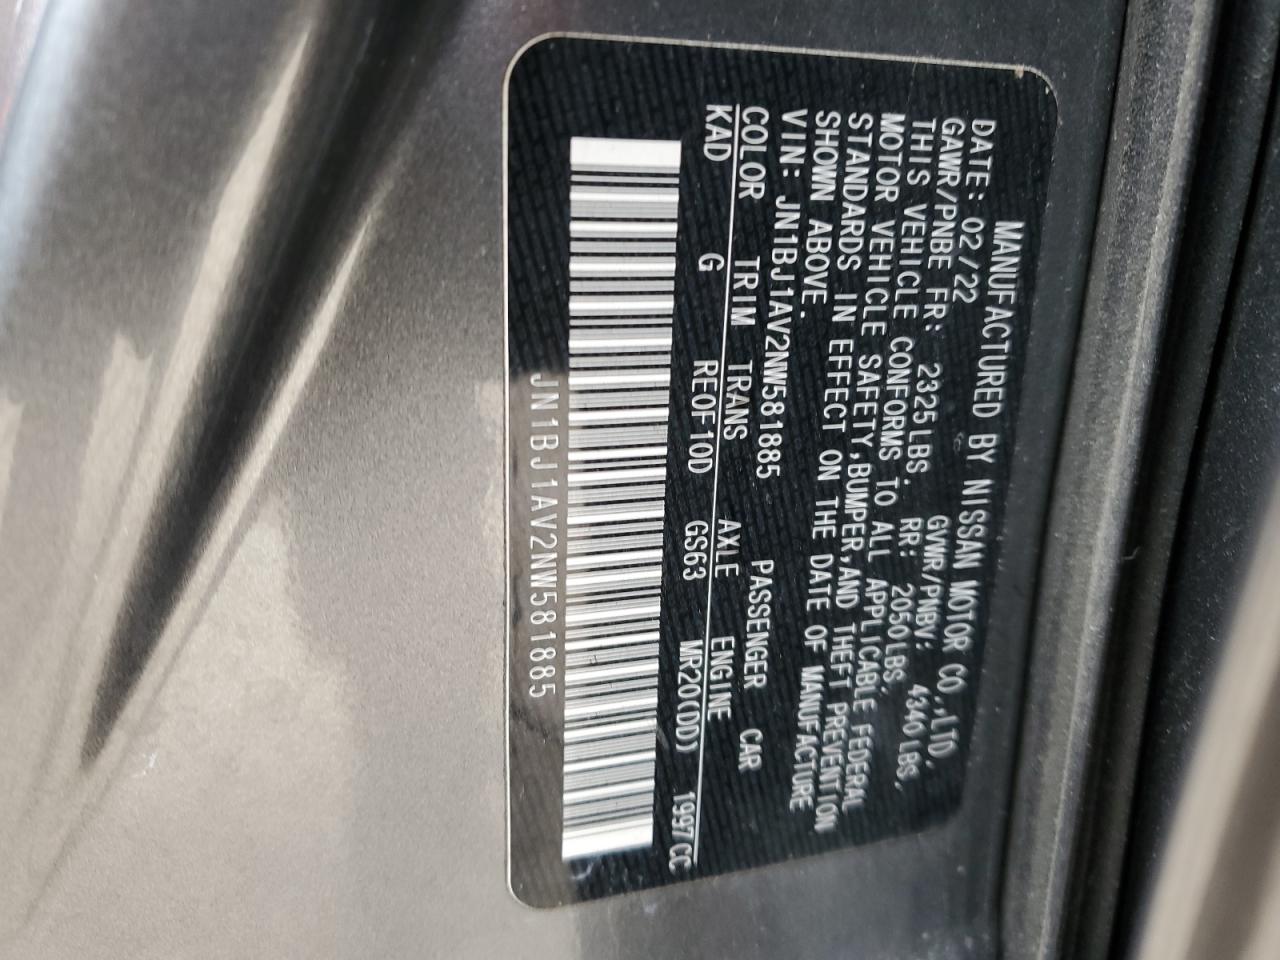 MANUFACTURED BY NISSAN MOTOR CO.,LTD.
DATE: 02/22 GVWR/PNBV: 4340 LBS.
GAWR/PNBE FR: 2325LBS. RR: 2050LBS.
THIS VEHICLE CONFORMS TO ALL APPLICABLE FEDERAL
MOTOR VEHICLE SAFETY,BUMPER,AND THEFT PREVENTION
STANDARDS IN EFFECT ON THE DATE OF MANUFACTURE
SHOWN ABOVE.
VIN: JN1BJ1AV2NW581885 PASSENGER CAR
COLOR TRIM TRANS AXLE ENGINE
KAD G RE0F10D GS63 MR20(DD) 1997CC
JN1BJ1AV2NW581885